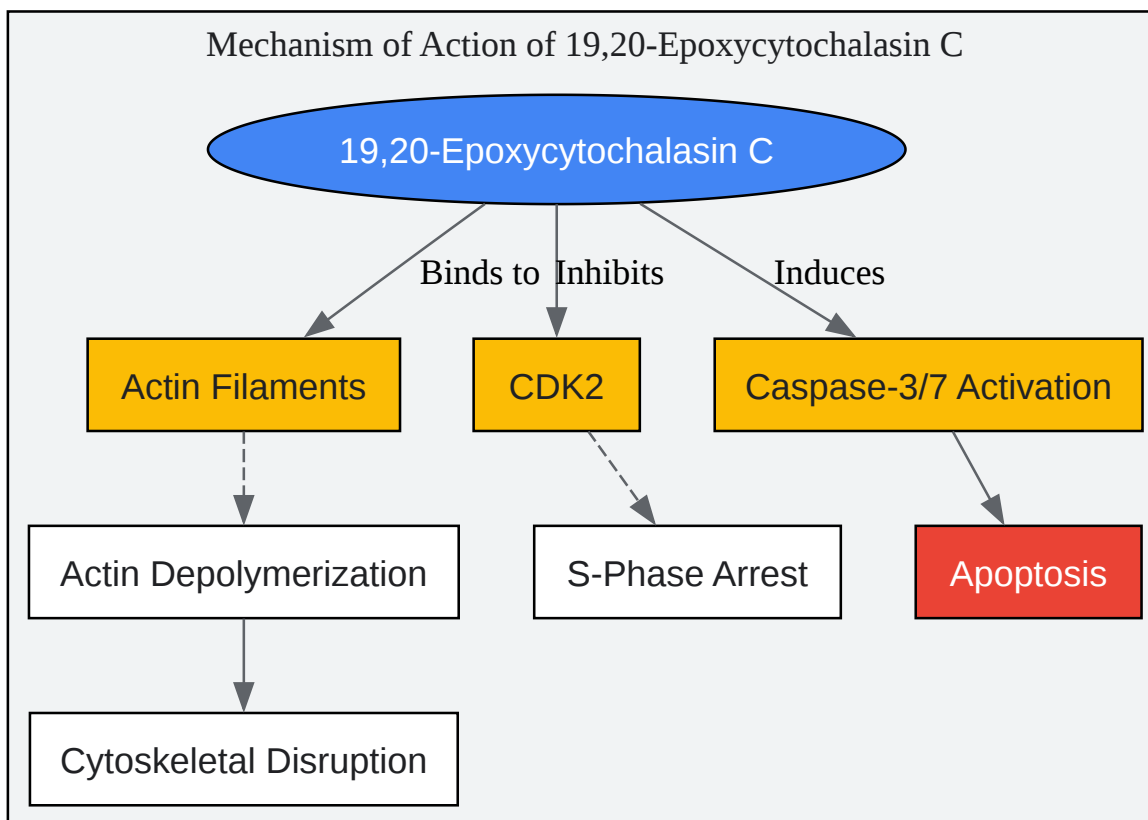 Mechanism of Action of 19,20-Epoxycytochalasin C
19,20-Epoxycytochalasin C
Binds to
Inhibits
Induces
Actin Filaments
CDK2
Caspase-3/7 Activation
Actin Depolymerization
S-Phase Arrest
Apoptosis
Cytoskeletal Disruption